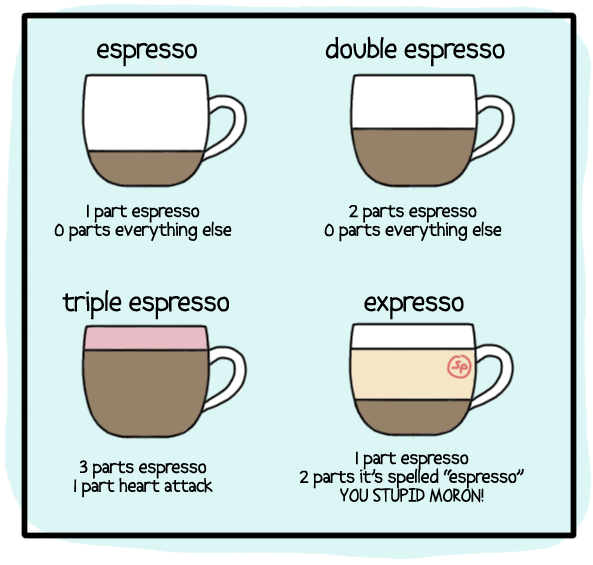 espresso
double espresso
1 part espresso
0 parts everything else
2 parts espresso
0 parts everything else
triple espresso
expresso
sp
3 parts espresso
1 part heart attack
1 part espresso
2 parts it's spelled "espresso"
YOU STUPID MORON!